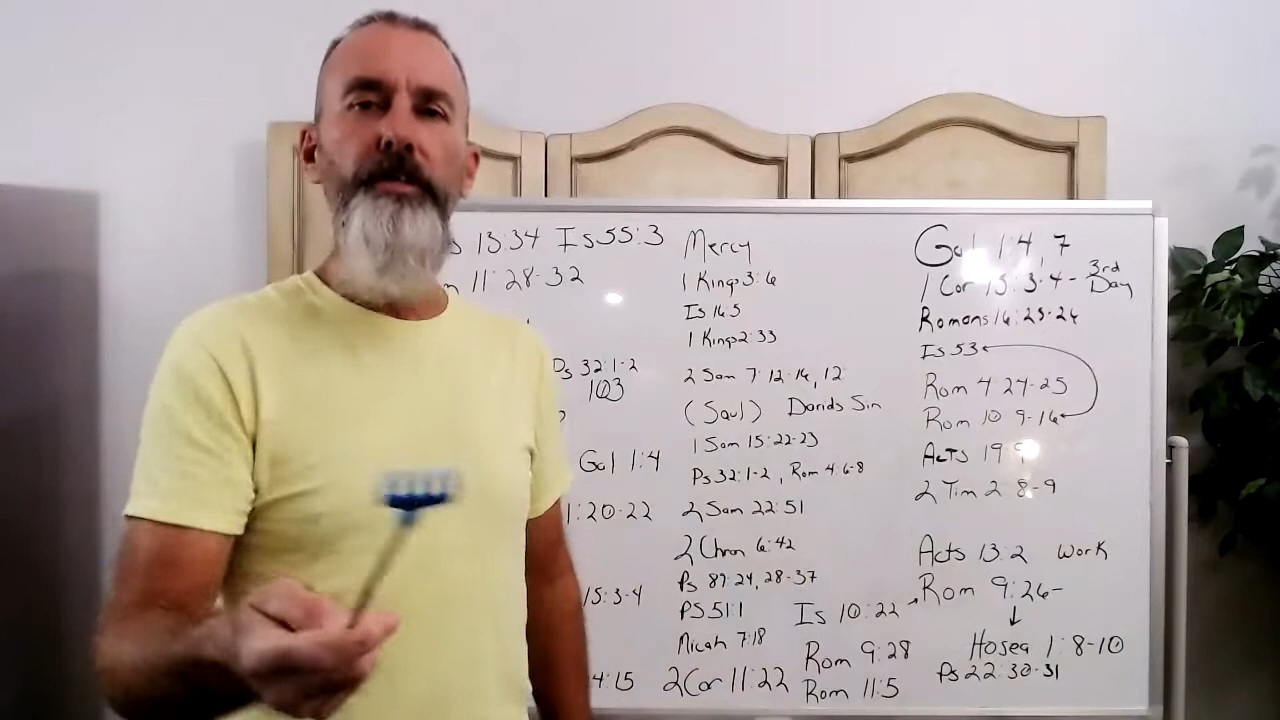 13:34 Is 55:3
11:28-32
Ps 32:1-2
103
Gal 1:4
1:20-22
15:3-4
4:15
Mercy
1 Kings 3:6
Is 16:5
1 Kings 2:33
2 Sam 7:12-16, 12
(Saul) Davids Sin
1 Sam 15:22-23
Ps 32:1-2, Rom 4:6-8
2 Sam 22:51
2 Chron 6:42
Ps 89:24, 28-37
PS 51:1
Micah 7:18
2 Cor 11:22
Gal 1:4, 7
1 Cor 15:3-4 - 3rd Day
Romans 16:25-26
Is 53
Rom 4 24-25
Rom 10 9-16
Acts 19
2 Tim 2 8-9
Acts 13:2 Work
Rom 9:26-
Is 10:22
Hosea 1:8-10
Rom 9:28
Ps 22:30-31
Rom 11:5